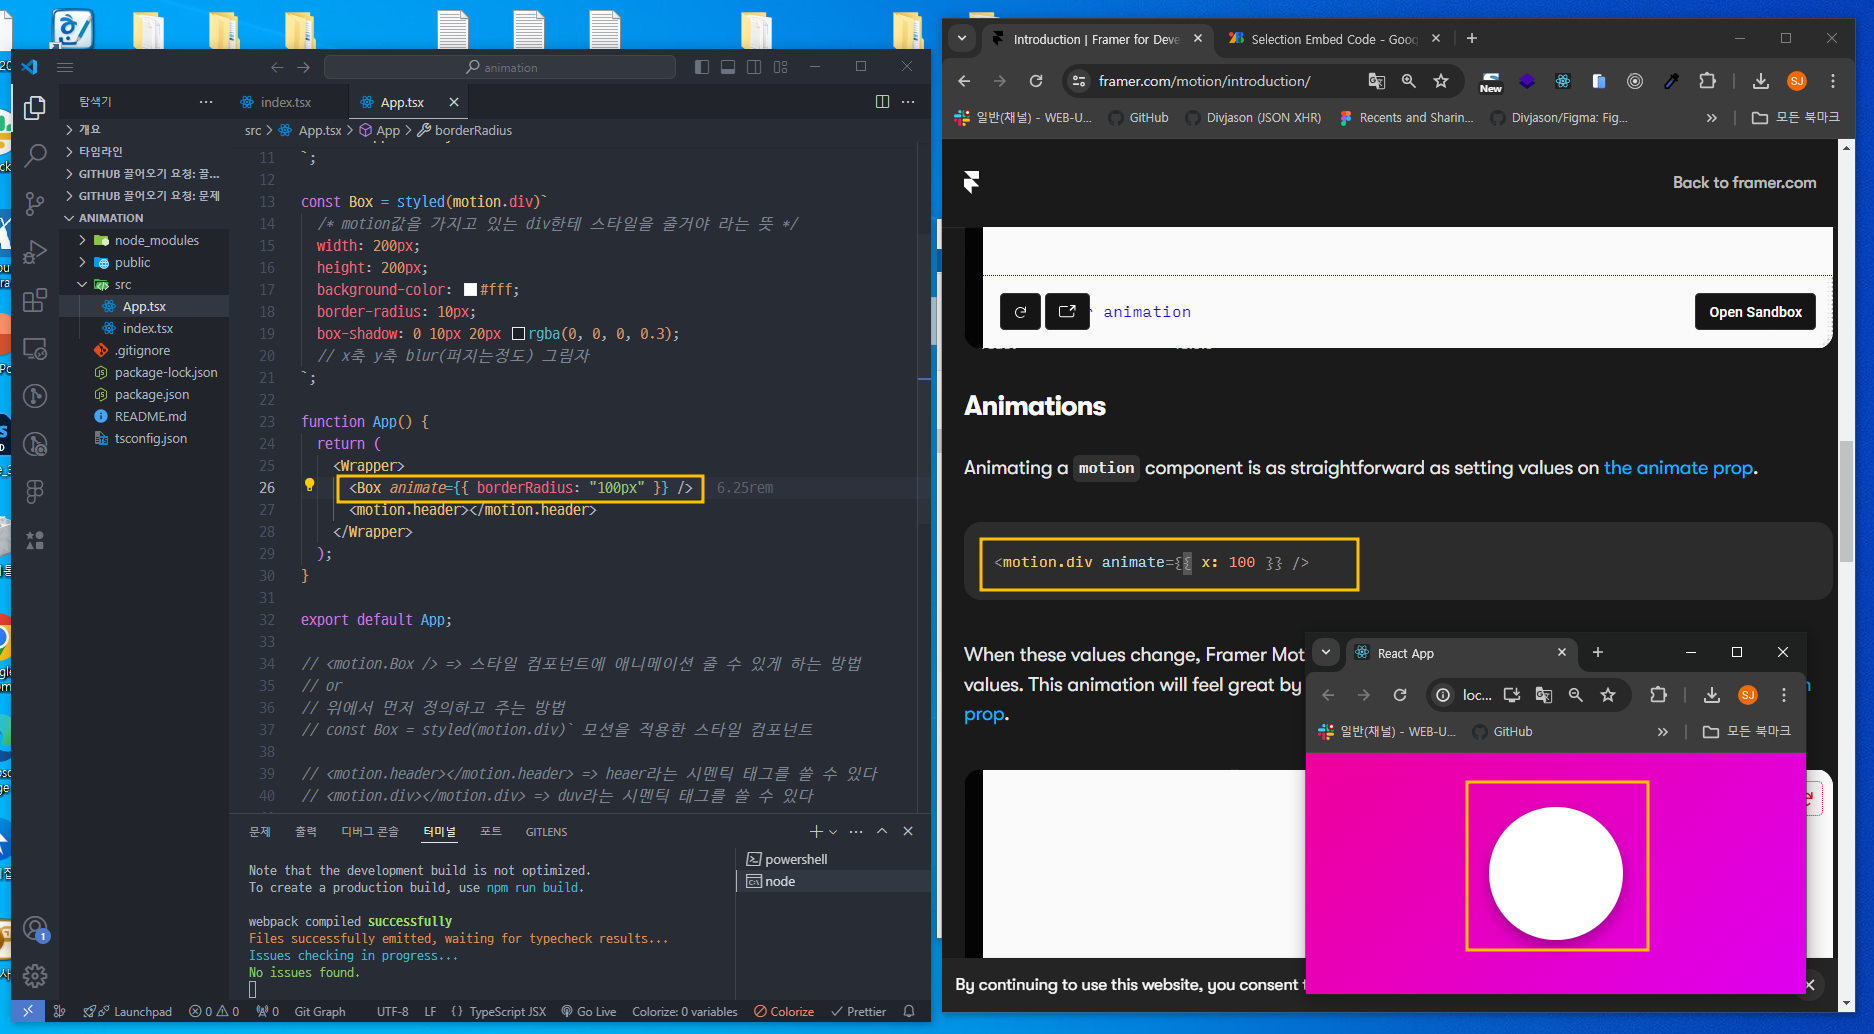 animation
탐색기
개요
타임라인
GITHUB 끌어오기 요청: 끌...
GITHUB 끌어오기 요청: 문제
ANIMATION
node_modules
public
src
App.tsx
index.tsx
.gitignore
package-lock.json
package.json
README.md
tsconfig.json
index.tsx
App.tsx
src > App.tsx > App > borderRadius
11 `;
12
13 const Box = styled(motion.div)`
14 /* motion값을 가지고 있는 div한테 스타일을 줄거야 라는 뜻 */
15 width: 200px;
16 height: 200px;
17 background-color: #fff;
18 border-radius: 10px;
19 box-shadow: 0 10px 20px rgba(0, 0, 0, 0.3);
20 // x축 y축 blur(퍼지는정도) 그림자
21 `;
22
23 function App() {
24 return (
25 <Wrapper>
26 <Box animate={{ borderRadius: "100px" }} /> 6.25rem
27 <motion.header></motion.header>
28 </Wrapper>
29 );
30 }
31
32 export default App;
33
34 // <motion.Box /> => 스타일 컴포넌트에 애니메이션 줄 수 있게 하는 방법
35 // or
36 // 위에서 먼저 정의하고 주는 방법
37 // const Box = styled(motion.div)` 모션을 적용한 스타일 컴포넌트
38
39 // <motion.header></motion.header> => heaer라는 시멘틱 태그를 쓸 수 있다
40 // <motion.div></motion.div> => duv라는 시멘틱 태그를 쓸 수 있다
문제 출력 디버그 콘솔 터미널 포트 GITLENS
Note that the development build is not optimized.
To create a production build, use npm run build.
webpack compiled successfully
Files successfully emitted, waiting for typecheck results...
Issues checking in progress...
No issues found.
powershell
node
1
Launchpad 0 0 0 Git Graph UTF-8 LF {} TypeScript JSX Go Live Colorize: 0 variables Colorize Prettier
Introduction | Framer for Deve
Selection Embed Code - Goog
framer.com/motion/introduction/
New
SJ
일반(채널) - WEB-U...
GitHub
Divjason (JSON XHR)
Recents and Sharin...
Divjason/Figma: Fig...
모든 북마크
Back to framer.com
animation
Open Sandbox
Animations
Animating a motion component is as straightforward as setting values on the animate prop.
<motion.div animate={{ x: 100 }} />
When these values change, Framer Mot
values. This animation will feel great by
prop.
By continuing to use this website, you consent
React App
loc...
SJ
일반(채널) - WEB-U...
GitHub
모든 북마크